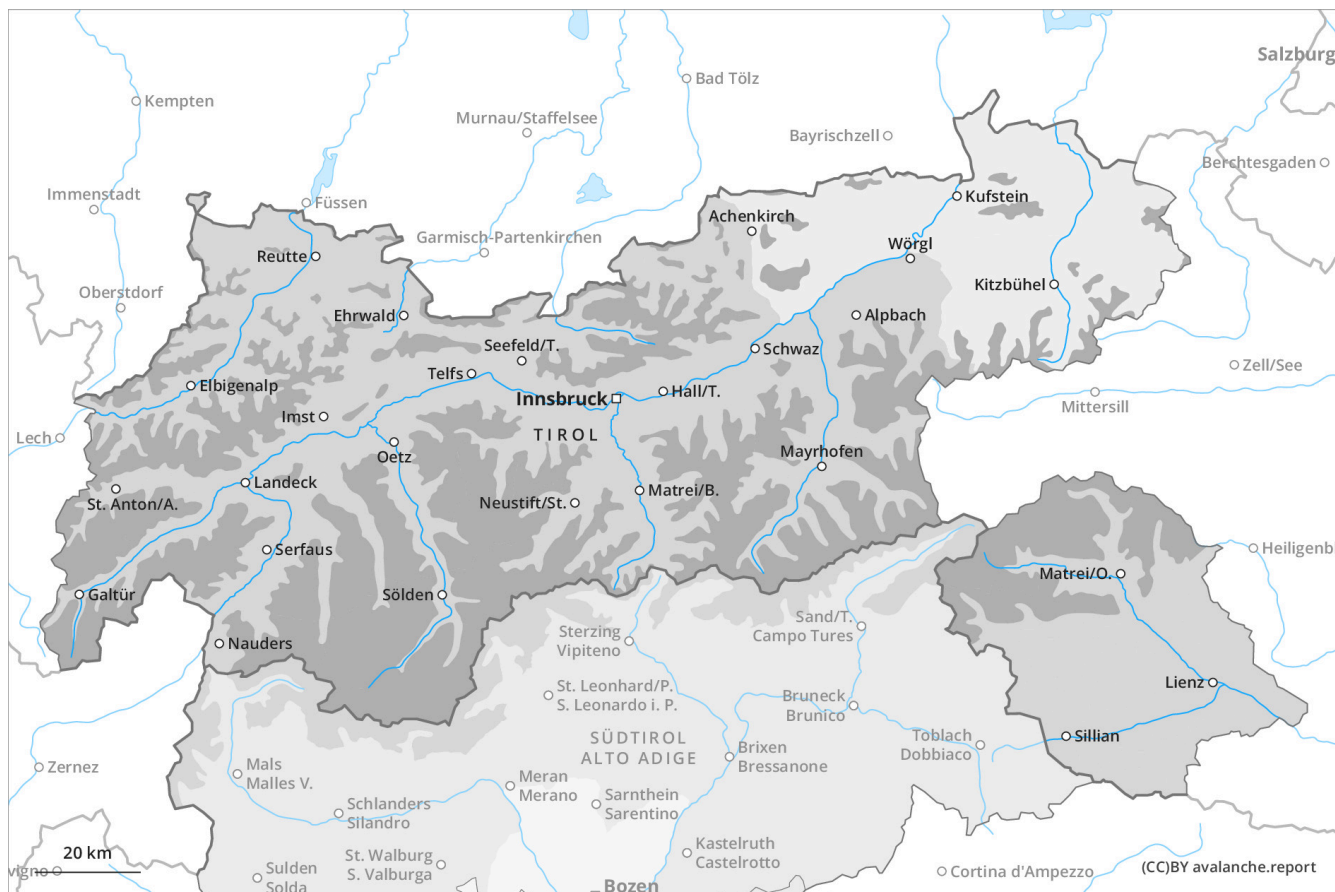 Salzburg
Kempten
Bad Tölz
Murnau/Staffelsee
Bayrischzell
Berchtesgaden
Immenstadt
Füssen
Kufstein
Achenkirch
Garmisch-Partenkirchen
Wörgl
Reutte
Kitzbühel
Oberstdorf
Ehrwald
Alpbach
Seefeld/T.
Schwaz
Telfs
Zell/See
Elbigenalp
Innsbruck
Hall/T.
Mittersill
Imst
TIROL
Lech
Oetz
Mayrhofen
Landeck
St. Anton/A.
Neustift/St.
Matrei/B.
Serfaus
Heiligenb
Matrei/O.
Galtür
Sölden
Sand/T.
Campo Tures
Sterzing
Vipiteno
Nauders
Lienz
St. Leonhard/P.
S. Leonardo i. P.
Bruneck
Brunico
SÜDTIROL
ALTO ADIGE
Toblach
Dobbiaco
Sillian
Brixen
Bressanone
Zernez
Mals
Malles V.
Meran
Merano
Schlanders
Silandro
Sarnthein
Sarentino
20 km
Kastelruth
Castelrotto
St. Walburg
S. Valburga
vigno
Sulden
Solda
Cortina d'Ampezzo
(CC)BY avalanche.report
Bozen